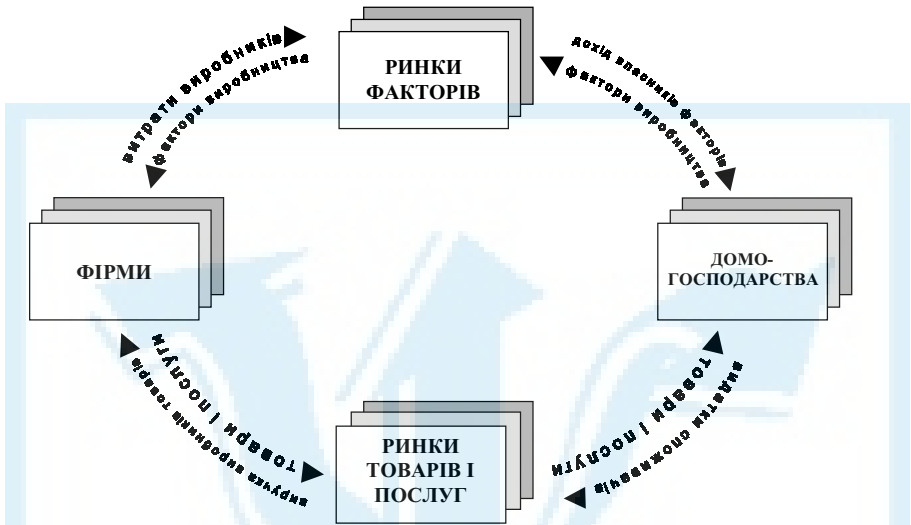 витрати виробників
фактори виробництва
РИНКИ
ФАКТОРІВ
дохід власників факторів
фактори виробництва
ФІРМИ
ДОМО-
ГОСПОДАРСТВА
товари і послуги
виручка виробників товарів
РИНКИ
ТОВАРІВ І
ПОСЛУГ
товари і послуги
видатки споживачів